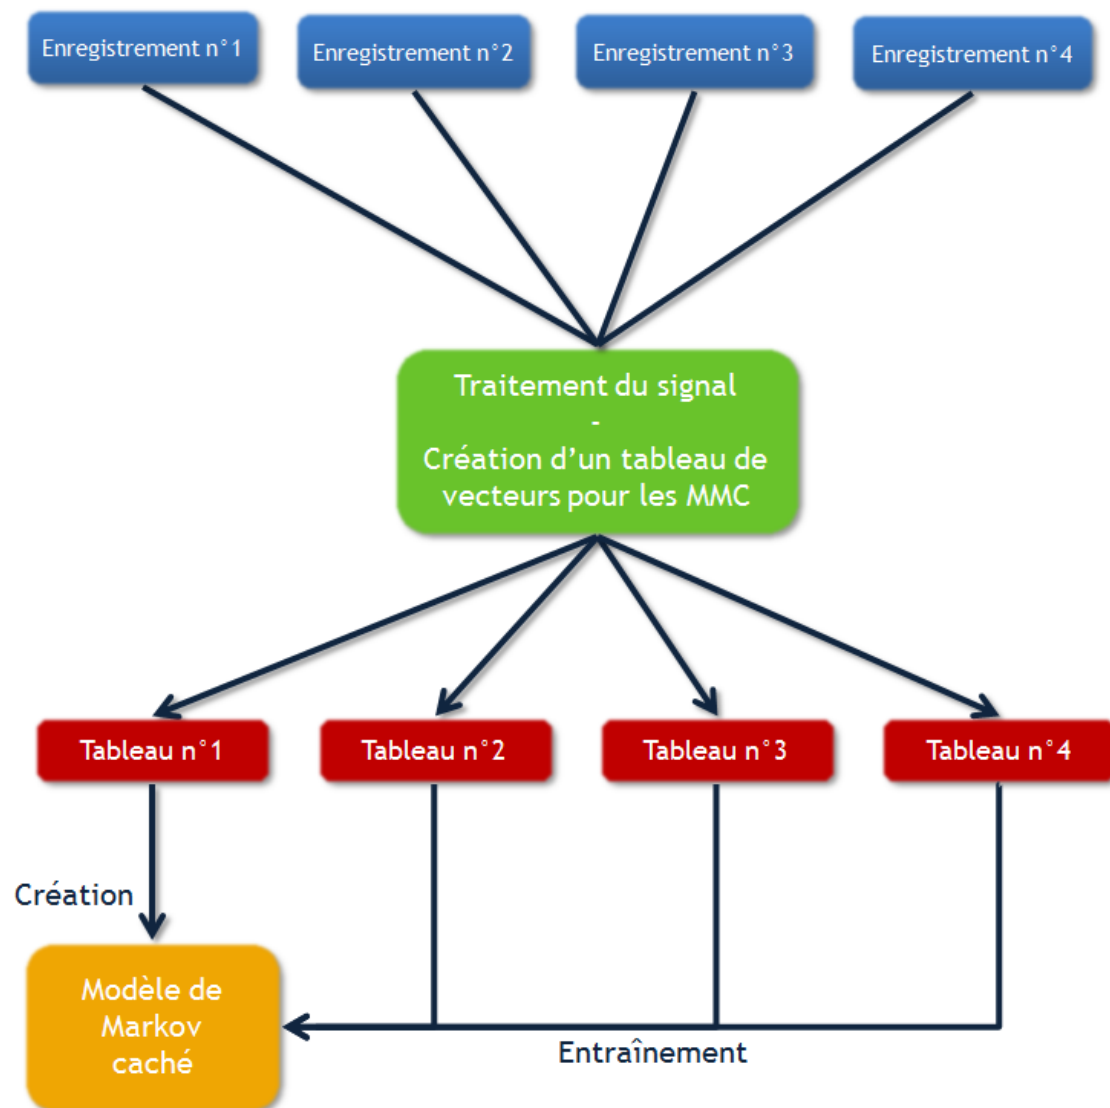 Enregistrement n°1
Enregistrement n°2
Enregistrement n°3
Enregistrement n°4
Traitement du signal
-
Création d’un tableau de
vecteurs pour les MMC
Tableau n°1
Tableau n°2
Tableau n°3
Tableau n°4
Création
Modèle de
Markov
caché
Entraînement